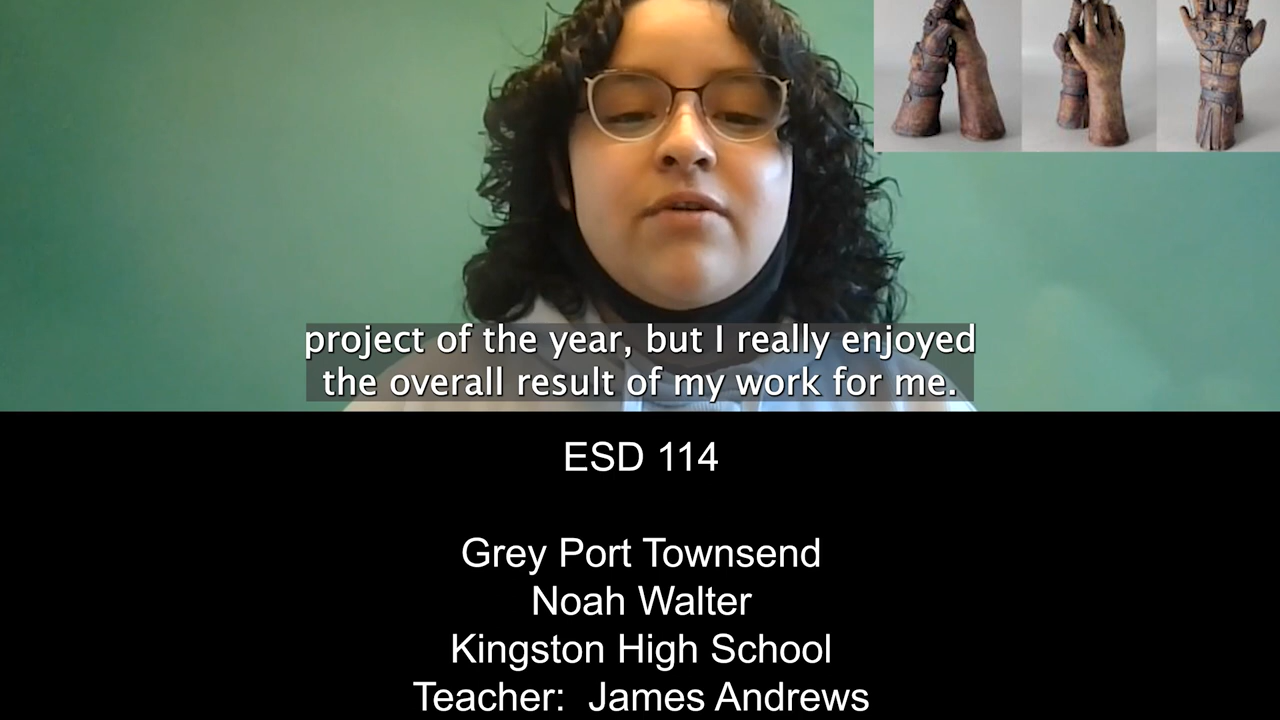 project of the year, but I really enjoyed
the overall result of my work for me.
ESD 114
Grey Port Townsend
Noah Walter
Kingston High School
Teacher:  James Andrews